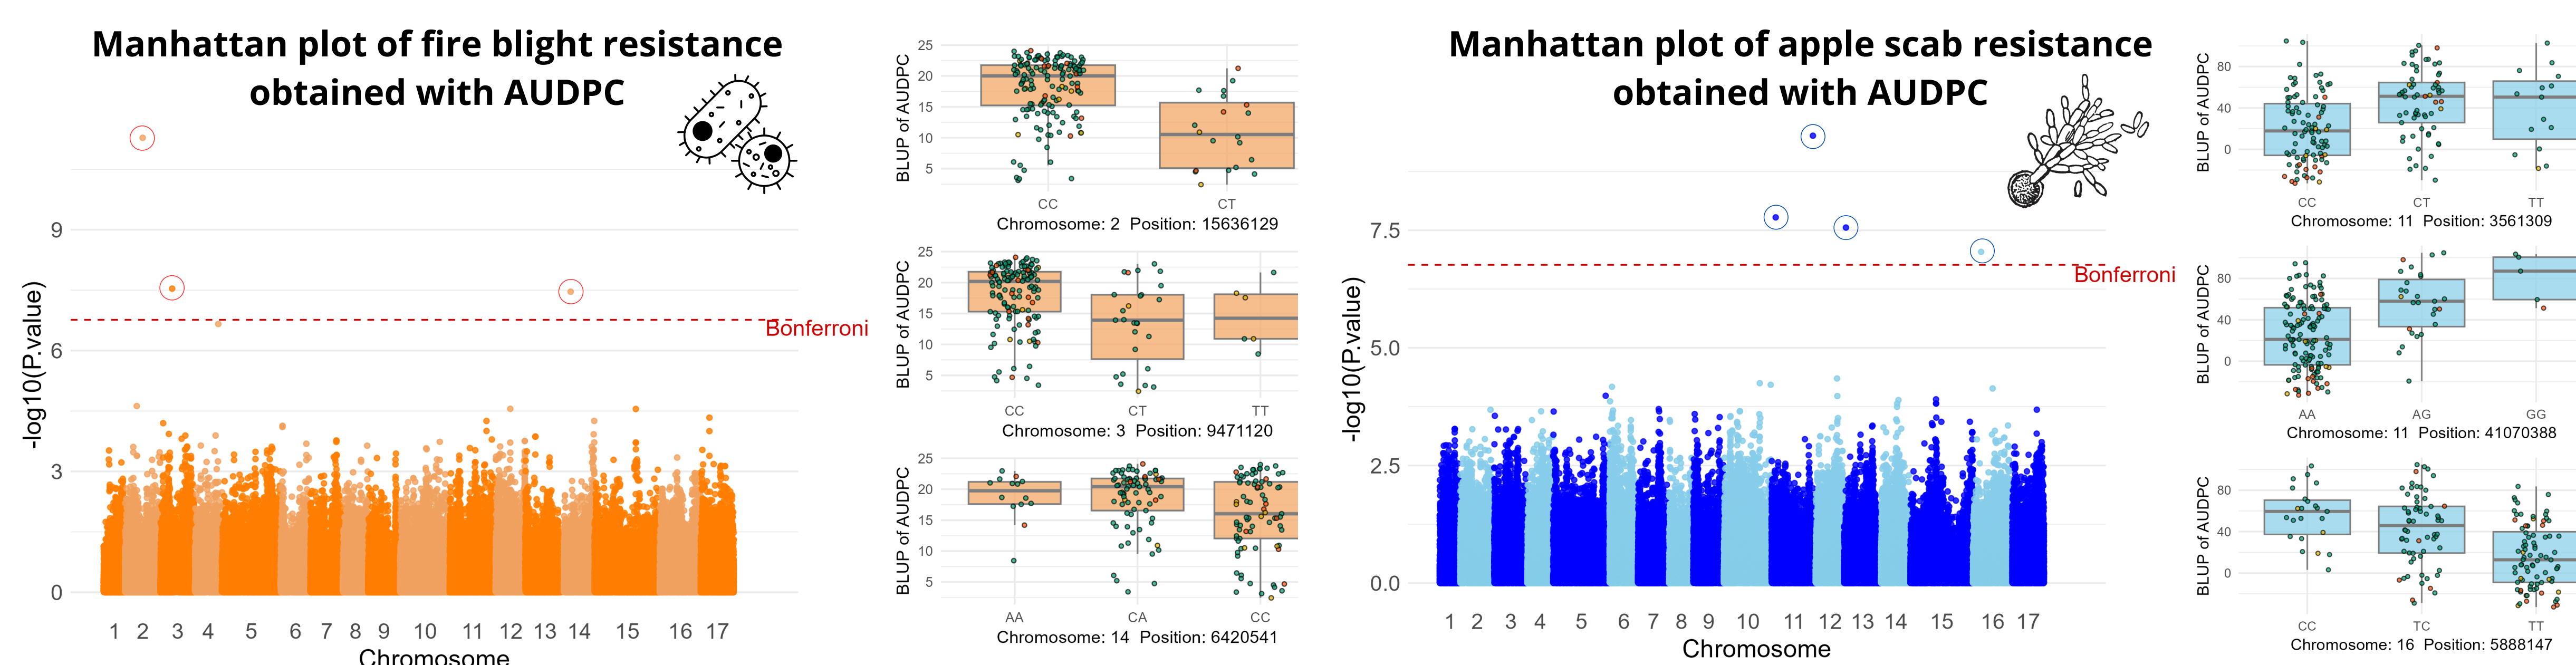 Manhattan plot of fire blight resistance
obtained with AUDPC
-log10(P.value)
9
6
3
0
Bonferroni
1 2 3 4 5 6 7 8 9 10 11 12 13 14 15 16 17
Chromosome
BLUP of AUDPC
25
20
15
10
5
CC CT
Chromosome: 2 Position: 15636129
BLUP of AUDPC
25
20
15
10
5
CC CT TT
Chromosome: 3 Position: 9471120
BLUP of AUDPC
25
20
15
10
5
AA CA CC
Chromosome: 14 Position: 6420541
Manhattan plot of apple scab resistance
obtained with AUDPC
-log10(P.value)
7.5
5.0
2.5
0.0
Bonferroni
1 2 3 4 5 6 7 8 9 10 11 12 13 14 15 16 17
Chromosome
BLUP of AUDPC
80
40
0
CC CT TT
Chromosome: 11 Position: 3561309
BLUP of AUDPC
80
40
0
AA AG GG
Chromosome: 11 Position: 41070388
BLUP of AUDPC
80
40
0
CC TC TT
Chromosome: 16 Position: 5888147